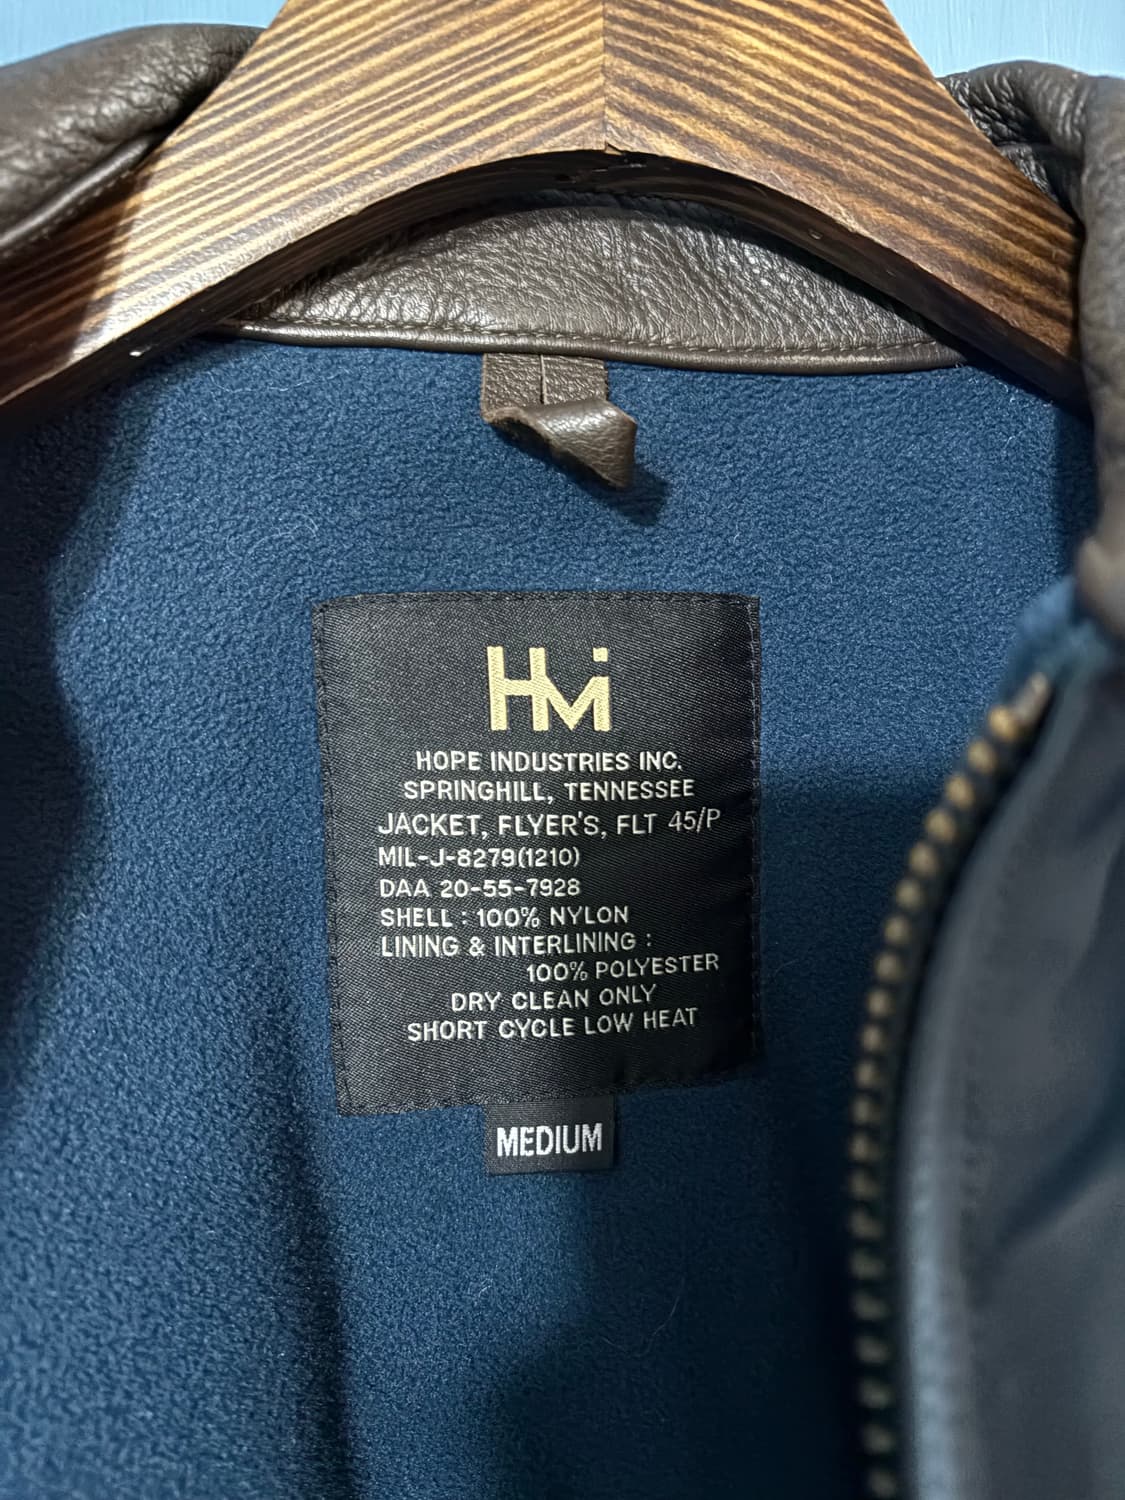 HMi
HOPE INDUSTRIES INC.
SPRINGHILL, TENNESSEE
JACKET, FLYER'S, FLT 45/P
MIL-J-8279(1210)
DAA 20-55-7928
SHELL : 100% NYLON
LINING & INTERLINING :
100% POLYESTER
DRY CLEAN ONLY
SHORT CYCLE LOW HEAT
MEDIUM